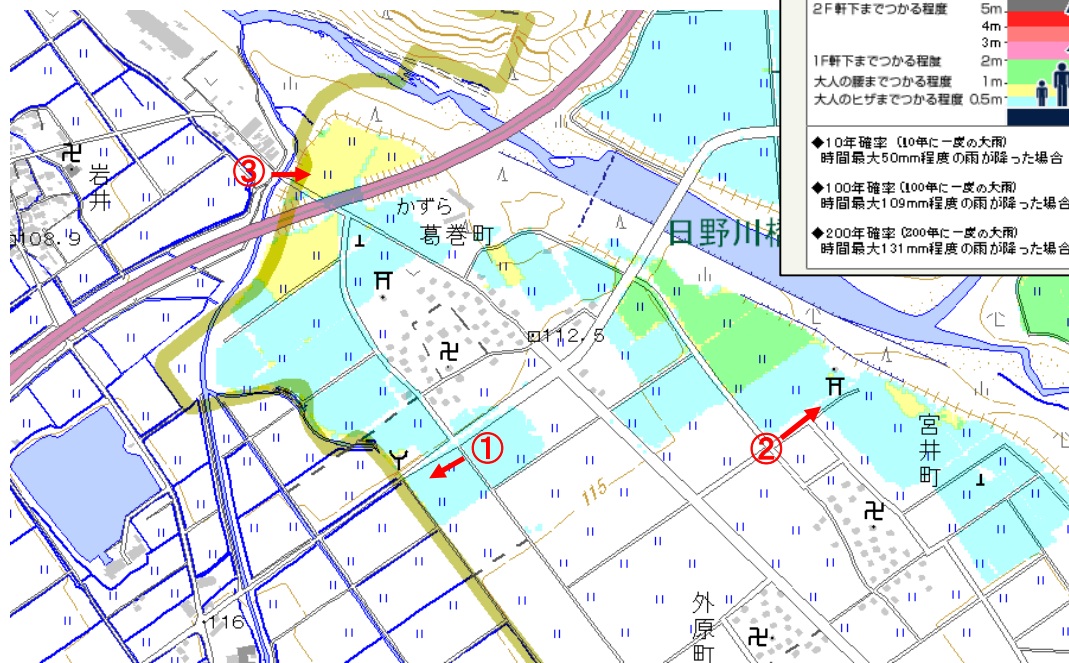 2F軒下までつかる程度 5m
4m
3m
1F軒下までつかる程度 2m
大人の腰までつかる程度 1m
大人のヒザまでつかる程度 0.5m
◆10年確率 (10年に一度の大雨)
時間最大50mm程度の雨が降った場合
◆100年確率(100年に一度の大雨)
時間最大109mm程度の雨が降った場合
◆200年確率(200年に一度の大雨)
時間最大131mm程度の雨が降った場合
岩井
③
かずら
葛巻町
日野川
108.9
112.5
①
②
宮井町
115
外原町
116